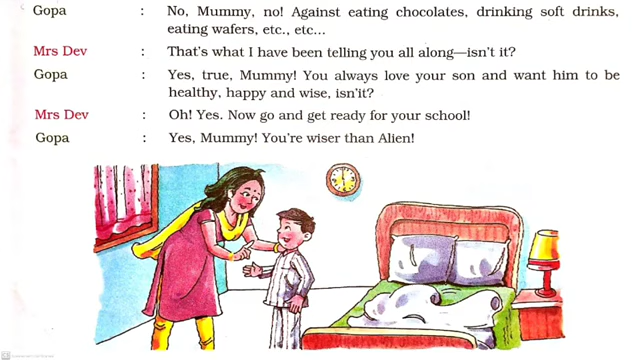 Gopa : No, Mummy, no! Against eating chocolates, drinking soft drinks,
eating wafers, etc., etc...
Mrs Dev : That's what I have been telling you all along—isn't it?
Gopa : Yes, true, Mummy! You always love your son and want him to be
healthy, happy and wise, isn't it?
Mrs Dev : Oh! Yes. Now go and get ready for your school!
Gopa : Yes, Mummy! You're wiser than Alien!